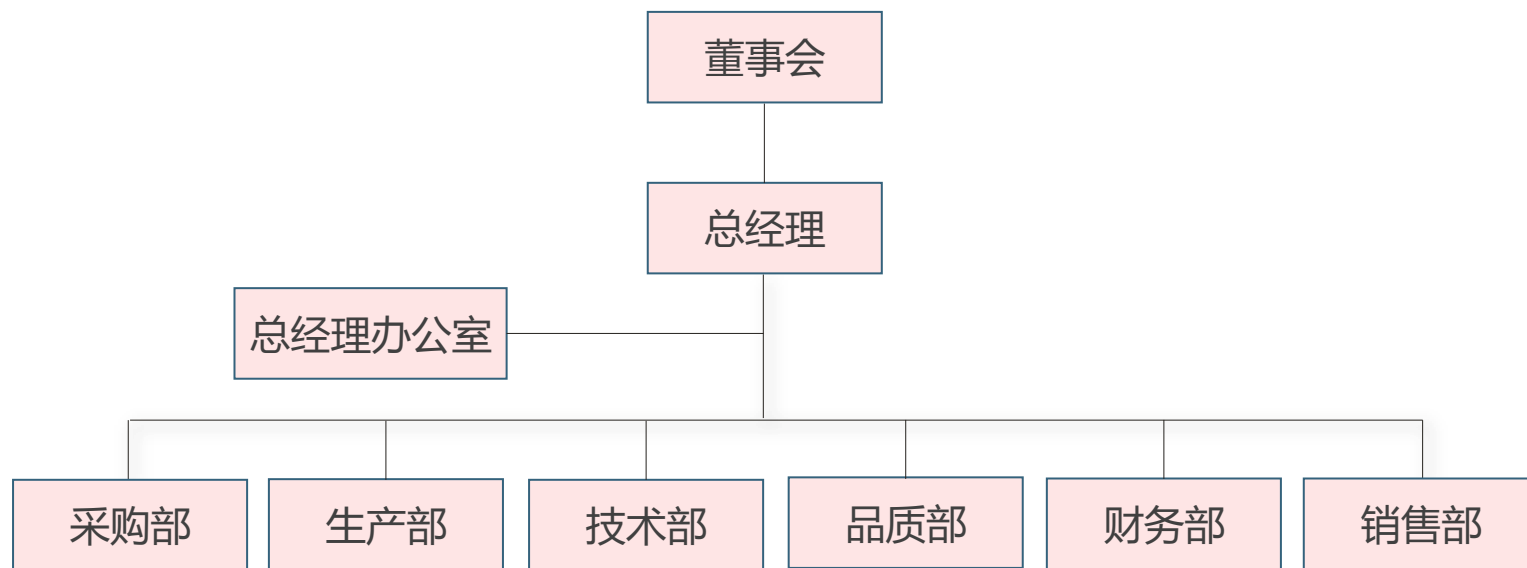 董事会
总经理
总经理办公室
采购部
生产部
技术部
品质部
财务部
销售部